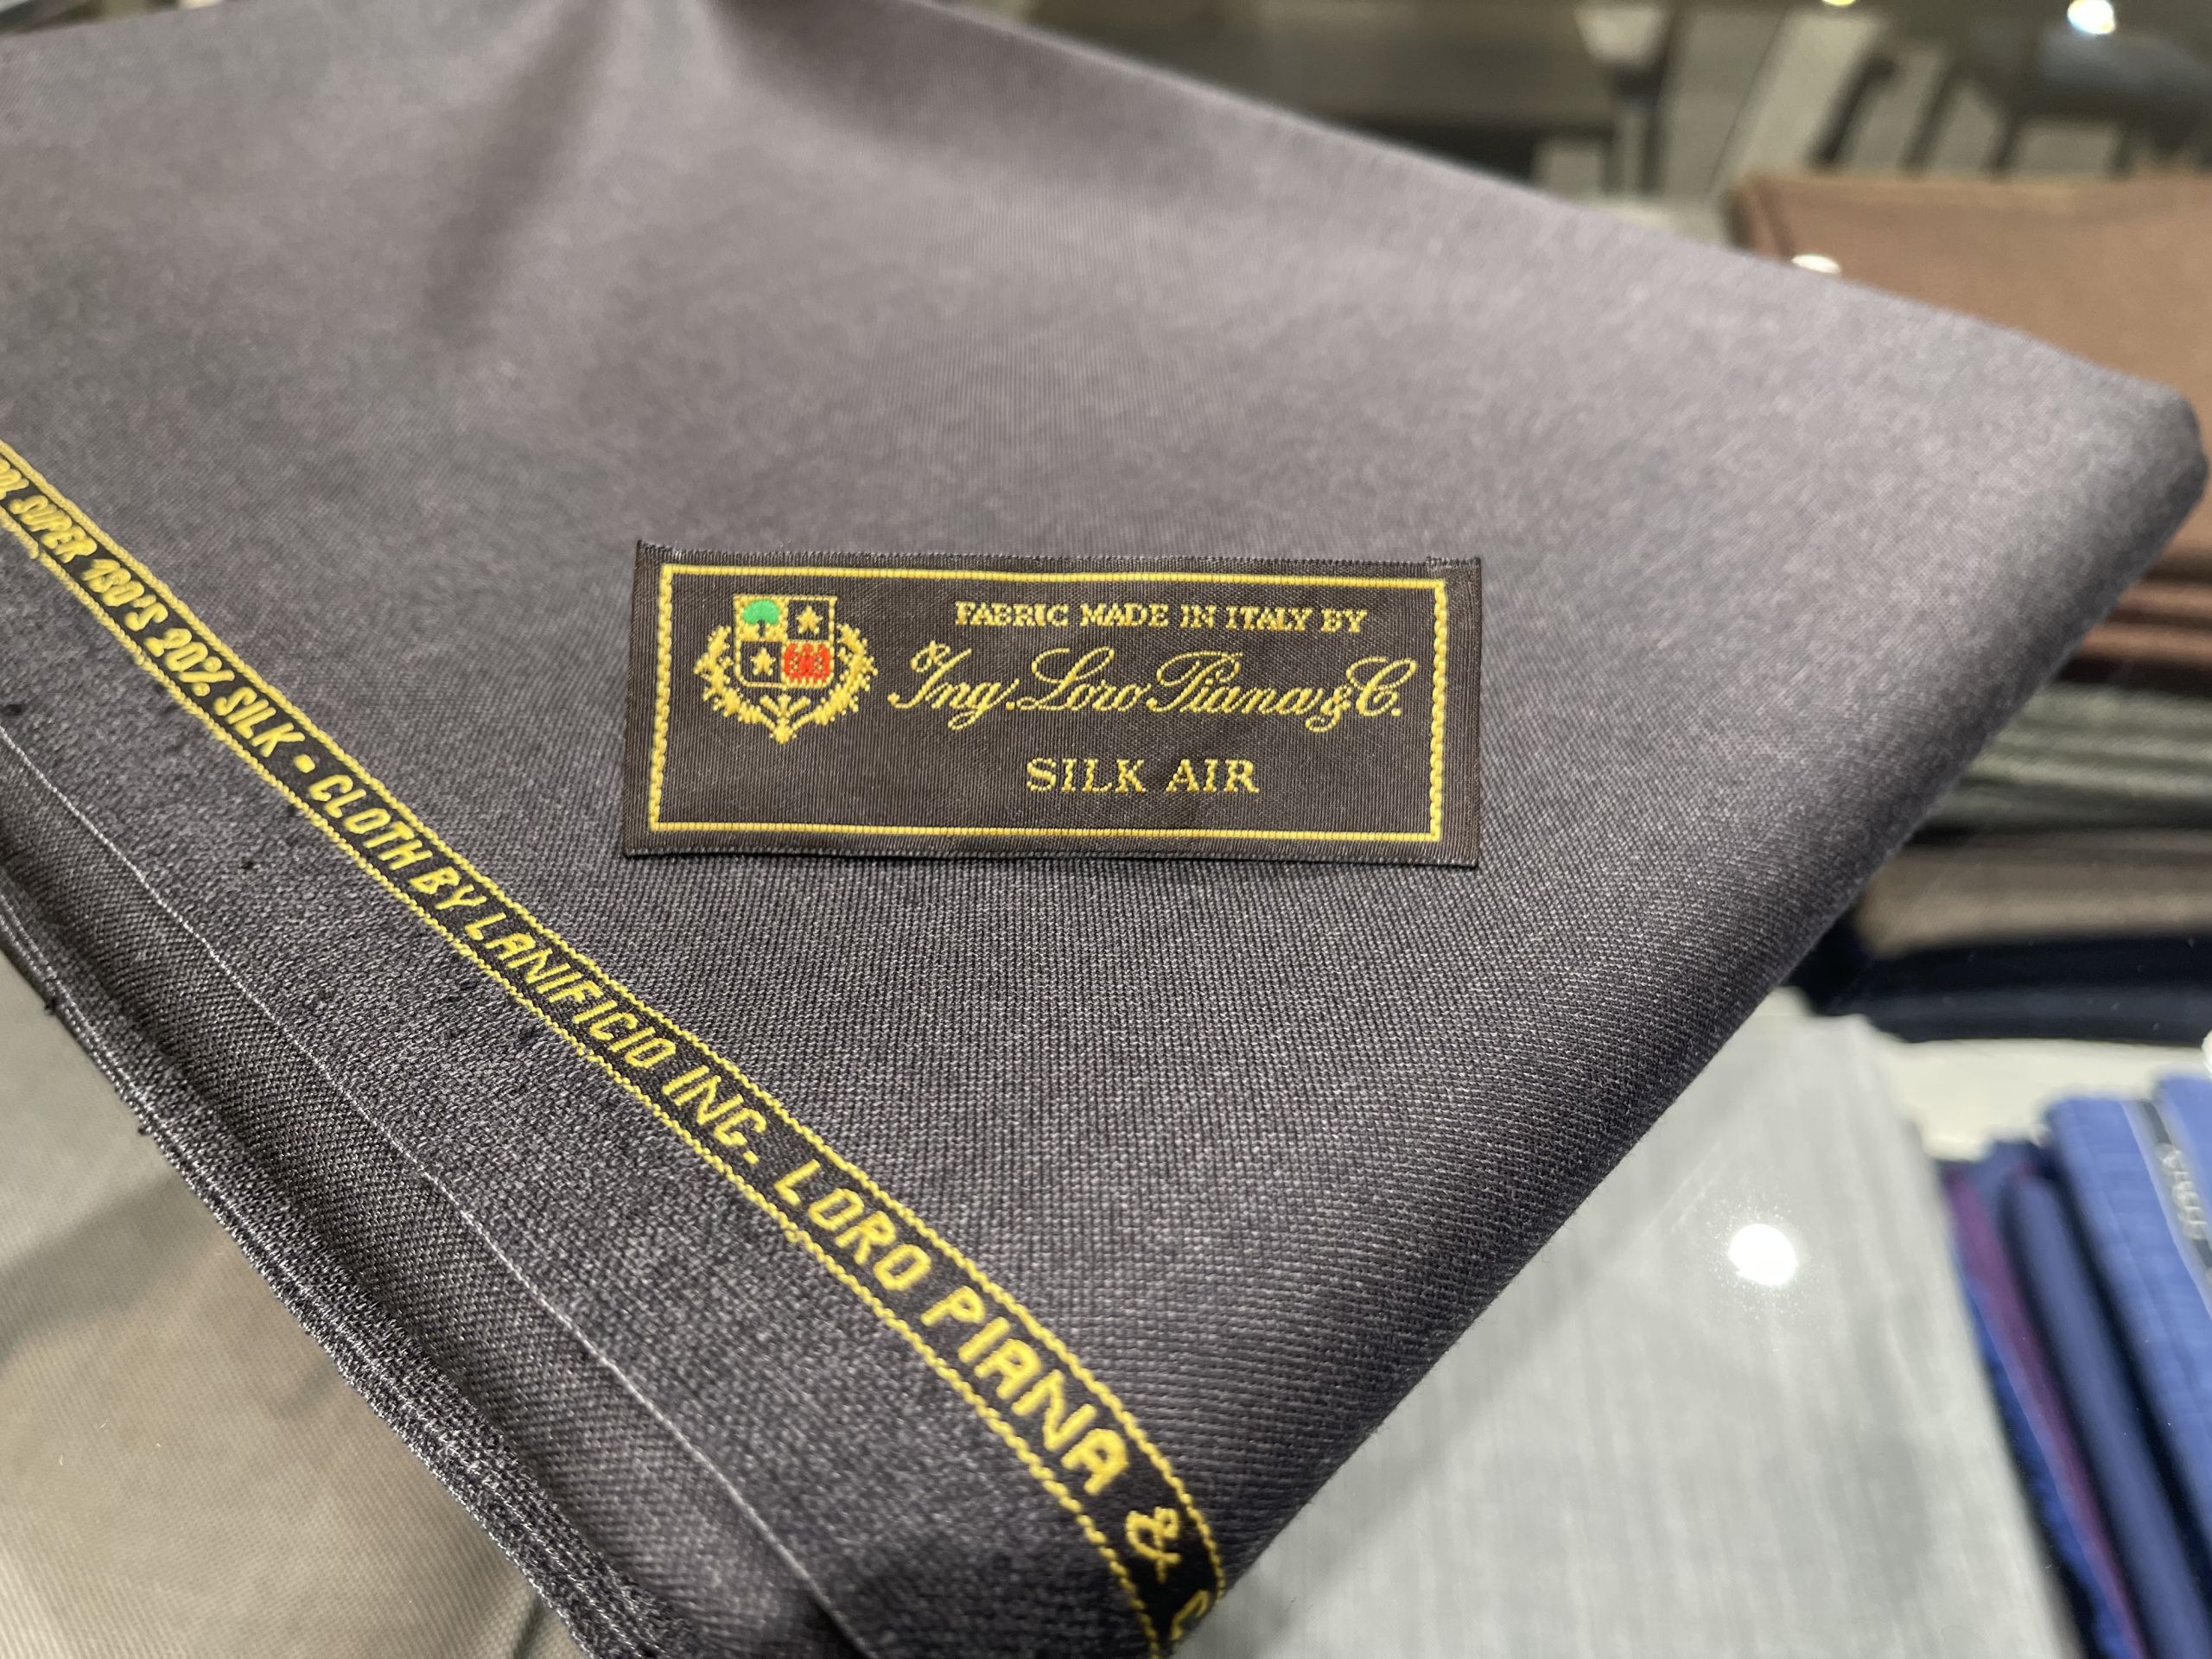 FABRIC MADE IN ITALY BY
Ing. Loro Piana & C.
SILK AIR
SUPER 130'S 20% SILK • CLOTH BY LANIFICIO ING. LORO PIANA & C